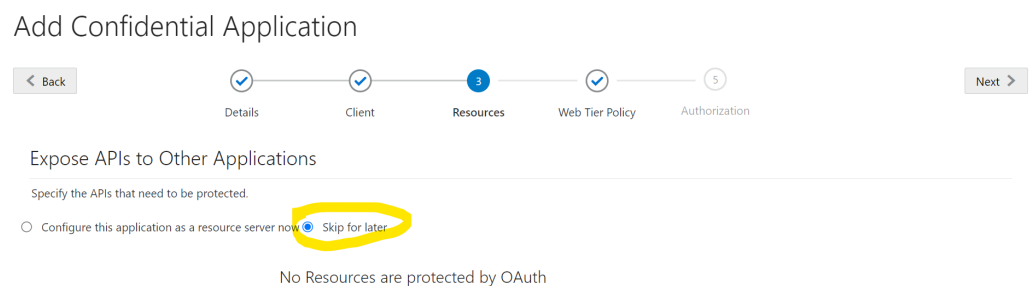 Add Confidential Application
Back
Next
3
5
Details
Client
Resources
Web Tier Policy
Authorization
Expose APIs to Other Applications
Specify the APIs that need to be protected.
Configure this application as a resource server now Skip for later
No Resources are protected by OAuth